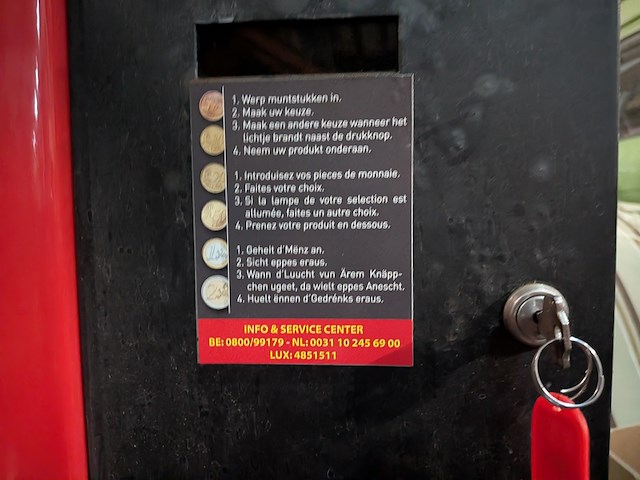 1. Werp muntstukken in.
2. Maak uw keuze.
3. Maak een andere keuze wanneer het
lichtje brandt naast de drukknop.
4. Neem uw produkt onderaan.
1. Introduisez vos pieces de monnaie.
2. Faites votre choix.
3. Si la lampe de votre selection est
allumée, faites un autre choix.
4. Prenez votre produit en dessous.
1. Geheit d'Mënz an.
2. Sicht eppes eraus.
3. Wann d'Luucht vun Ärem Knäpp-
chen ugeet, da wielt eppes Anescht.
4. Huelt ënnen d'Gedrénks eraus.
INFO & SERVICE CENTER
BE: 0800/99179 - NL: 0031 10 245 69 00
LUX: 4851511